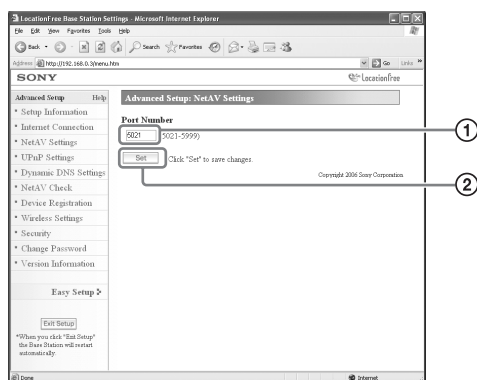 LocationFree Base Station Settings - Microsoft Internet Explorer
File Edit View Favorites Tools Help
Back Search Favorites
Address http://192.168.0.3/menu.htm Go Links »
SONY LocationFree
Advanced Setup Help
• Setup Information
• Internet Connection
• NetAV Settings
• UPnP Settings
• Dynamic DNS Settings
• NetAV Check
• Device Registration
• Wireless Settings
• Security
• Change Password
• Version Information
Easy Setup
Exit Setup
*When you click "Exit Setup"
the Base Station will restart
automatically.
Advanced Setup: NetAV Settings
Port Number
5021 5021-5999)
Set Click "Set" to save changes.
Copyright 2006 Sony Corporation
1
2
Done Internet